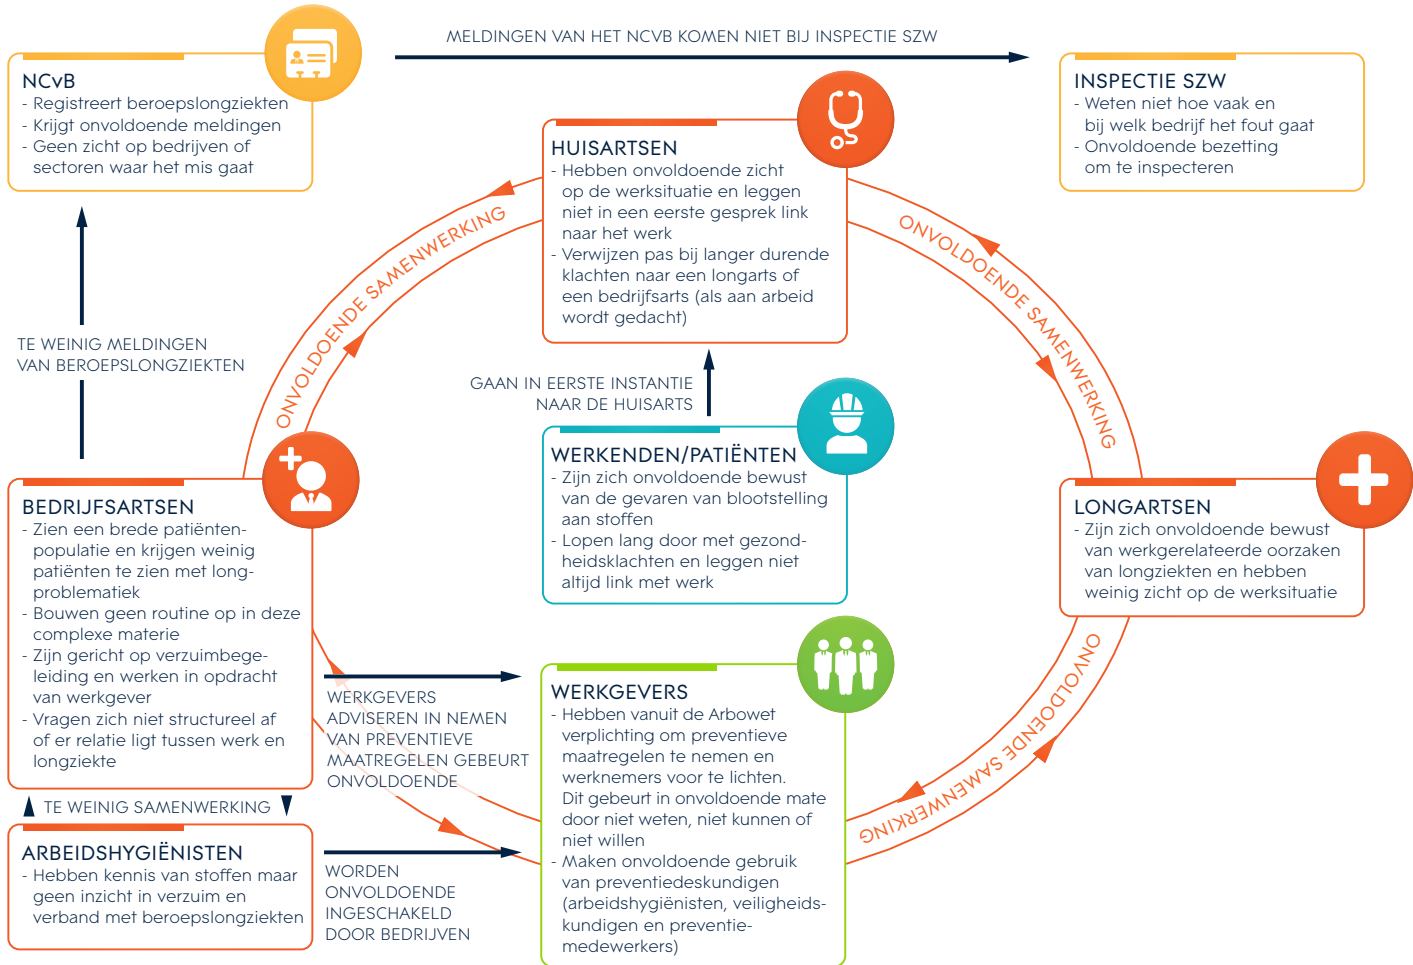 MELDINGEN VAN HET NCVB KOMEN NIET BIJ INSPECTIE SZW
NCvB
- Registreert beroepslongziekten
- Krijgt onvoldoende meldingen
- Geen zicht op bedrijven of
sectoren waar het mis gaat
INSPECTIE SZW
- Weten niet hoe vaak en
bij welk bedrijf het fout gaat
- Onvoldoende bezetting
om te inspecteren
HUISARTSEN
- Hebben onvoldoende zicht
op de werksituatie en leggen
niet in een eerste gesprek link
naar het werk
- Verwijzen pas bij langer durende
klachten naar een longarts of
een bedrijfsarts (als aan arbeid
wordt gedacht)
ONVOLDOENDE SAMENWERKING
ONVOLDOENDE SAMENWERKING
TE WEINIG MELDINGEN
VAN BEROEPSLONGZIEKTEN
GAAN IN EERSTE INSTANTIE
NAAR DE HUISARTS
WERKENDEN/PATIËNTEN
- Zijn zich onvoldoende bewust
van de gevaren van blootstelling
aan stoffen
- Lopen lang door met gezond-
heidsklachten en leggen niet
altijd link met werk
BEDRIJFSARTSEN
- Zien een brede patiënten-
populatie en krijgen weinig
patiënten te zien met long-
problematiek
- Bouwen geen routine op in deze
complexe materie
- Zijn gericht op verzuimbege-
leiding en werken in opdracht
van werkgever
- Vragen zich niet structureel af
of er relatie ligt tussen werk en
longziekte
LONGARTSEN
- Zijn zich onvoldoende bewust
van werkgerelateerde oorzaken
van longziekten en hebben
weinig zicht op de werksituatie
ONVOLDOENDE SAMENWERKING
WERKGEVERS
ADVISEREN IN NEMEN
VAN PREVENTIEVE
MAATREGELEN GEBEURT
ONVOLDOENDE
WERKGEVERS
- Hebben vanuit de Arbowet
verplichting om preventieve
maatregelen te nemen en
werknemers voor te lichten.
Dit gebeurt in onvoldoende mate
door niet weten, niet kunnen of
niet willen
- Maken onvoldoende gebruik
van preventiedeskundigen
(arbeidshygiënisten, veiligheids-
kundigen en preventie-
medewerkers)
TE WEINIG SAMENWERKING
ARBEIDSHYGIËNISTEN
- Hebben kennis van stoffen maar
geen inzicht in verzuim en
verband met beroepslongziekten
WORDEN
ONVOLDOENDE
INGESCHAKELD
DOOR BEDRIJVEN